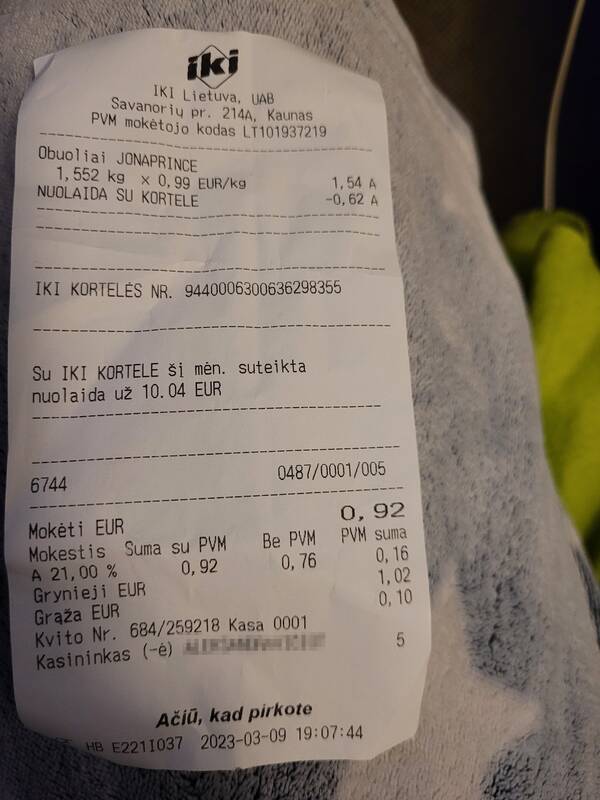 iki
IKI Lietuva, UAB
Savanorių pr. 214A, Kaunas
PVM mokėtojo kodas LT101937219
Obuoliai JONAPRINCE
1,552 kg x 0,99 EUR/kg 1,54 A
NUOLAIDA SU KORTELE -0,62 A
IKI KORTELĖS NR. 9440006300636298355
Su IKI KORTELE ši mėn. suteikta
nuolaida už 10.04 EUR
6744 0487/0001/005
Mokėti EUR 0,92
Mokestis Suma su PVM Be PVM PVM suma
A 21,00 % 0,92 0,76 0,16
Grynieji EUR 1,02
Grąža EUR 0,10
Kvito Nr. 684/259218 Kasa 0001
Kasininkas (-ė) 5
Ačiū, kad pirkote
HB E221I037 2023-03-09 19:07:44